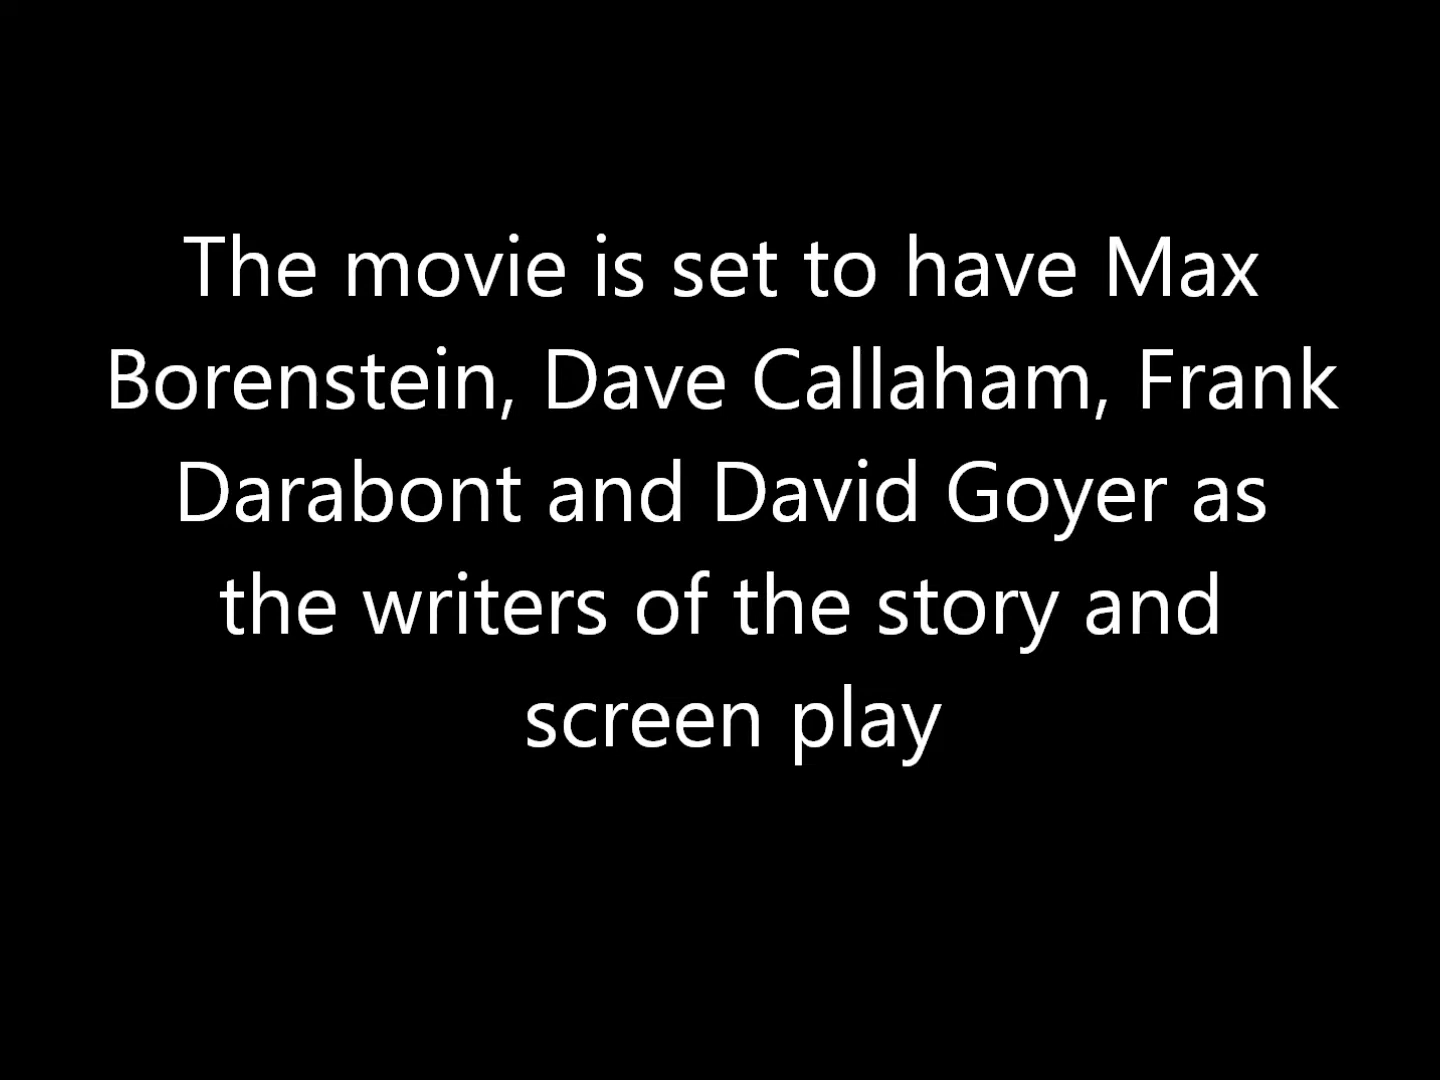 The movie is set to have Max
Borenstein, Dave Callaham, Frank
Darabont and David Goyer as
the writers of the story and
screen play